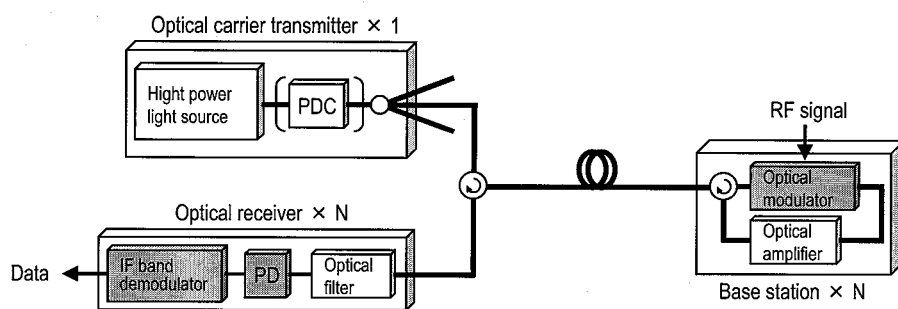 Optical carrier transmitter × 1
Hight power
light source
PDC
RF signal
Optical
modulator
Optical
amplifier
Base station × N
Optical receiver × N
Data
IF band
demodulator
PD
Optical
filter